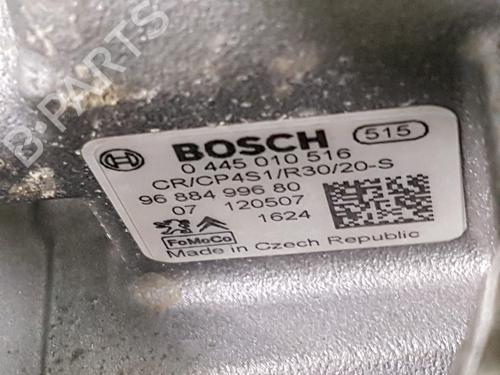 B-PARTS
BOSCH 515
0 445 010 516
CR/CP4S1/R30/20-S
96 884 996 80
07 120507
1624
FoMoCo
Made in Czech Republic